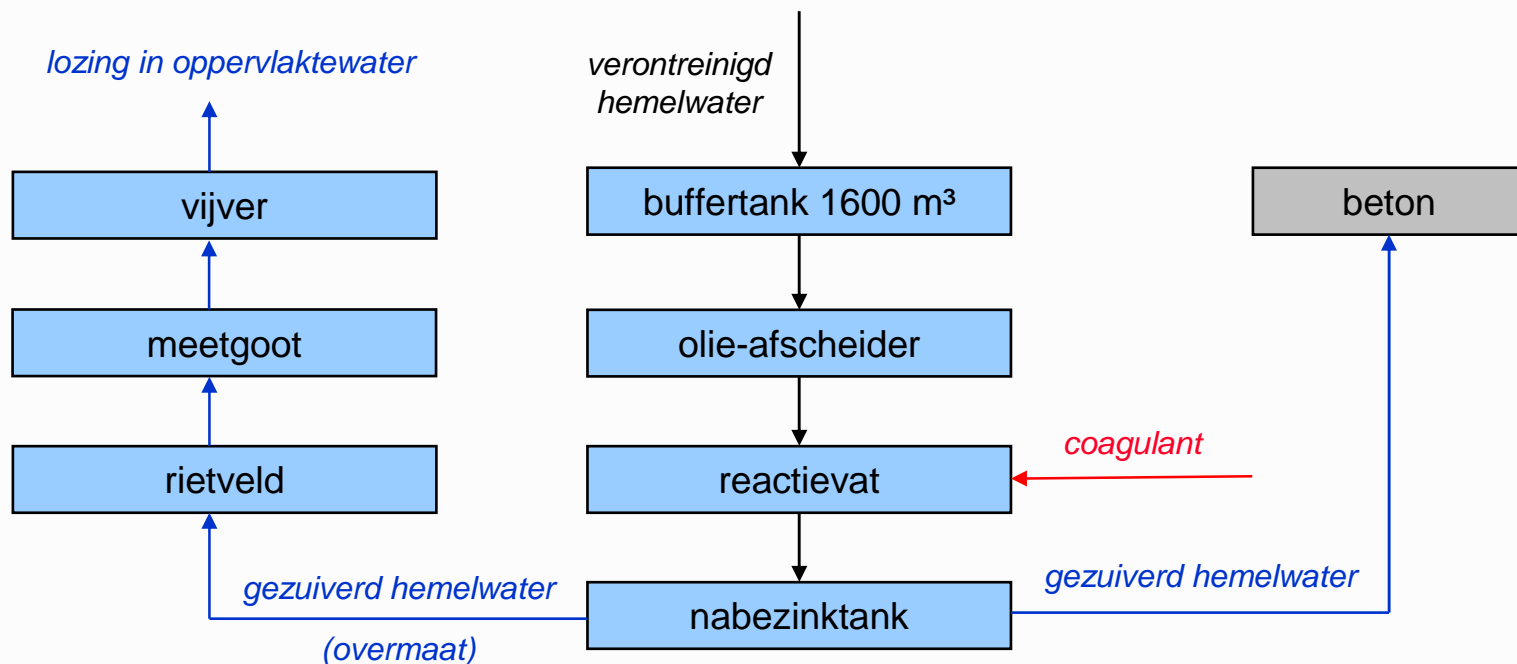 lozing in oppervlaktewater
verontreinigd
hemelwater
vijver
buffertank 1600 m³
beton
meetgoot
olie-afscheider
rietveld
reactievat
coagulant
gezuiverd hemelwater
(overmaat)
nabezinktank
gezuiverd hemelwater